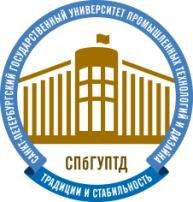 САНКТ-ПЕТЕРБУРГСКИЙ ГОСУДАРСТВЕННЫЙ УНИВЕРСИТЕТ ПРОМЫШЛЕННЫХ ТЕХНОЛОГИЙ И ДИЗАЙНА
СПбГУПТД
ТРАДИЦИИ И СТАБИЛЬНОСТЬ